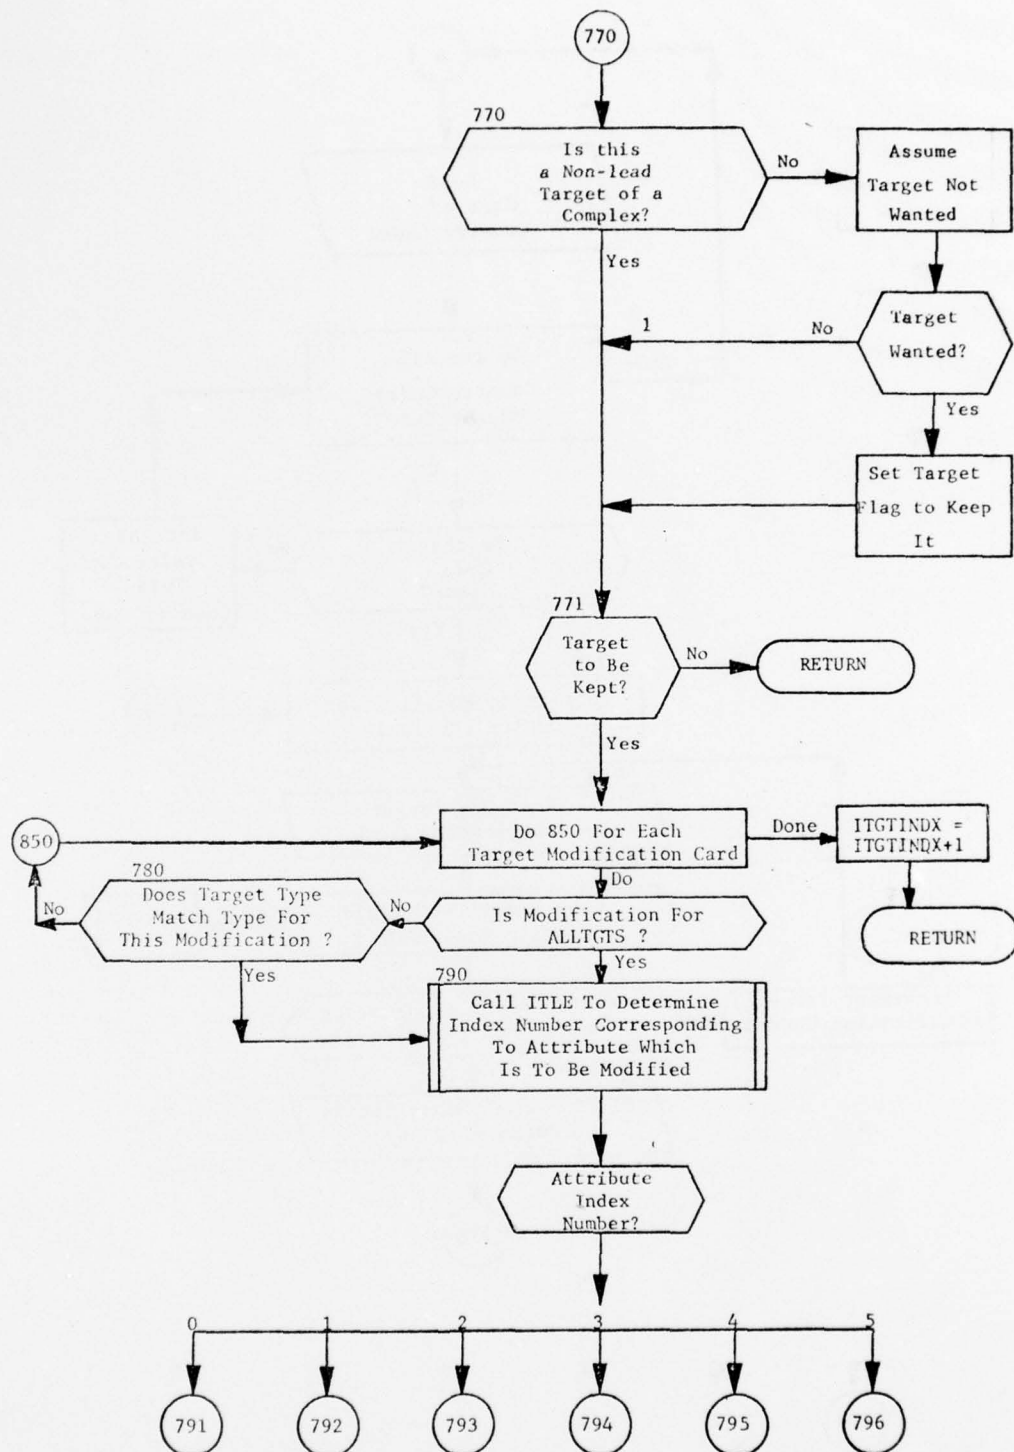 770
770
Is this
a Non-lead
Target of a
Complex?
No
Assume
Target Not
Wanted
Yes
Target
Wanted?
No
1
Yes
Set Target
Flag to Keep
It
771
Target
to Be
Kept?
No
RETURN
Yes
850
Do 850 For Each
Target Modification Card
Done
ITGTINDX =
ITGTINDX+1
RETURN
Do
780
Does Target Type
Match Type For
This Modification ?
No
No
Is Modification For
ALLTGTS ?
Yes
Yes
790
Call ITLE To Determine
Index Number Corresponding
To Attribute Which
Is To Be Modified
Attribute
Index
Number?
0 1 2 3 4 5
791 792 793 794 795 796